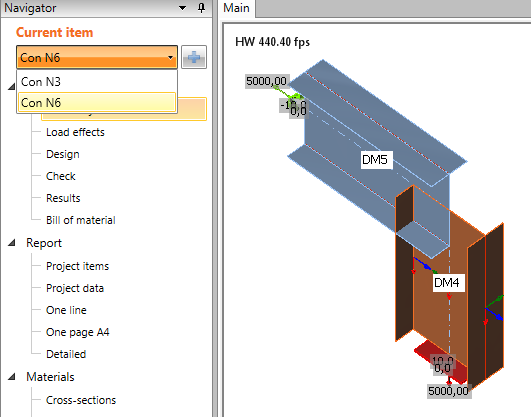 Navigator
Current item
Con N6
Con N3
Con N6
Load effects
Design
Check
Results
Bill of material
Report
Project items
Project data
One line
One page A4
Detailed
Materials
Cross-sections
Main
HW 440.40 fps
5000,00
0,0
DM5
DM4
10,0
0,0
5000,00